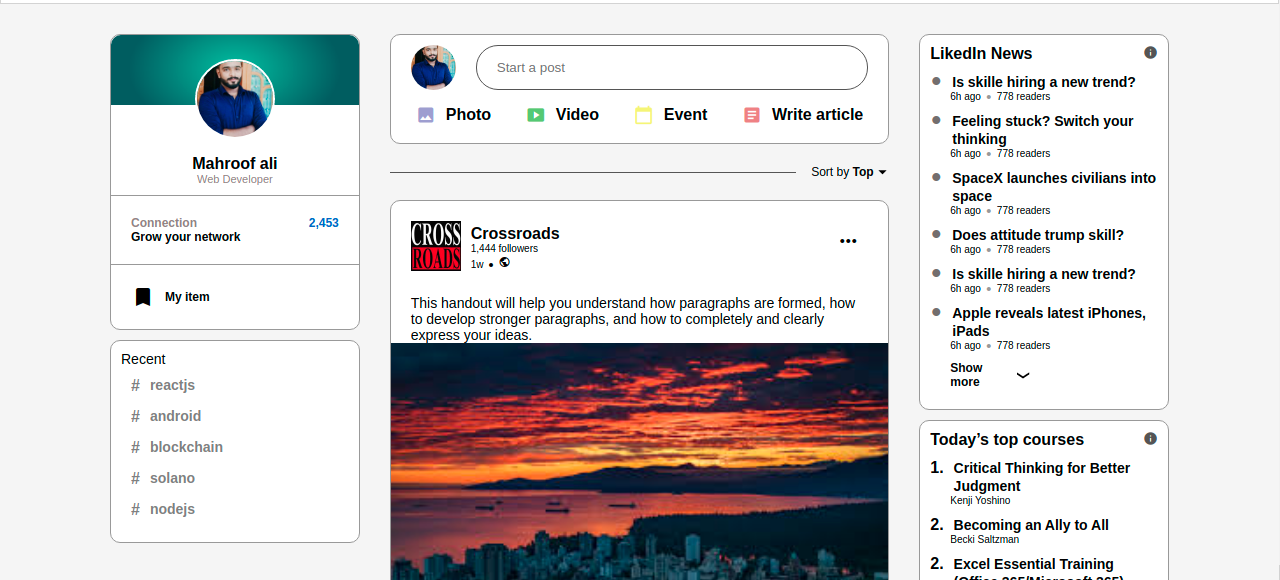 Mahroof ali
Web Developer
Connection 2,453
Grow your network
My item
Recent
# reactjs
# android
# blockchain
# solano
# nodejs
Start a post
Photo Video Event Write article
Sort by Top
CROSS
ROADS
Crossroads
1,444 followers
1w •
This handout will help you understand how paragraphs are formed, how
to develop stronger paragraphs, and how to completely and clearly
express your ideas.
LikedIn News
Is skille hiring a new trend?
6h ago • 778 readers
Feeling stuck? Switch your
thinking
6h ago • 778 readers
SpaceX launches civilians into
space
6h ago • 778 readers
Does attitude trump skill?
6h ago • 778 readers
Is skille hiring a new trend?
6h ago • 778 readers
Apple reveals latest iPhones,
iPads
6h ago • 778 readers
Show
more
Today’s top courses
1. Critical Thinking for Better
Judgment
Kenji Yoshino
2. Becoming an Ally to All
Becki Saltzman
2. Excel Essential Training
(Office 365/Microsoft 365)